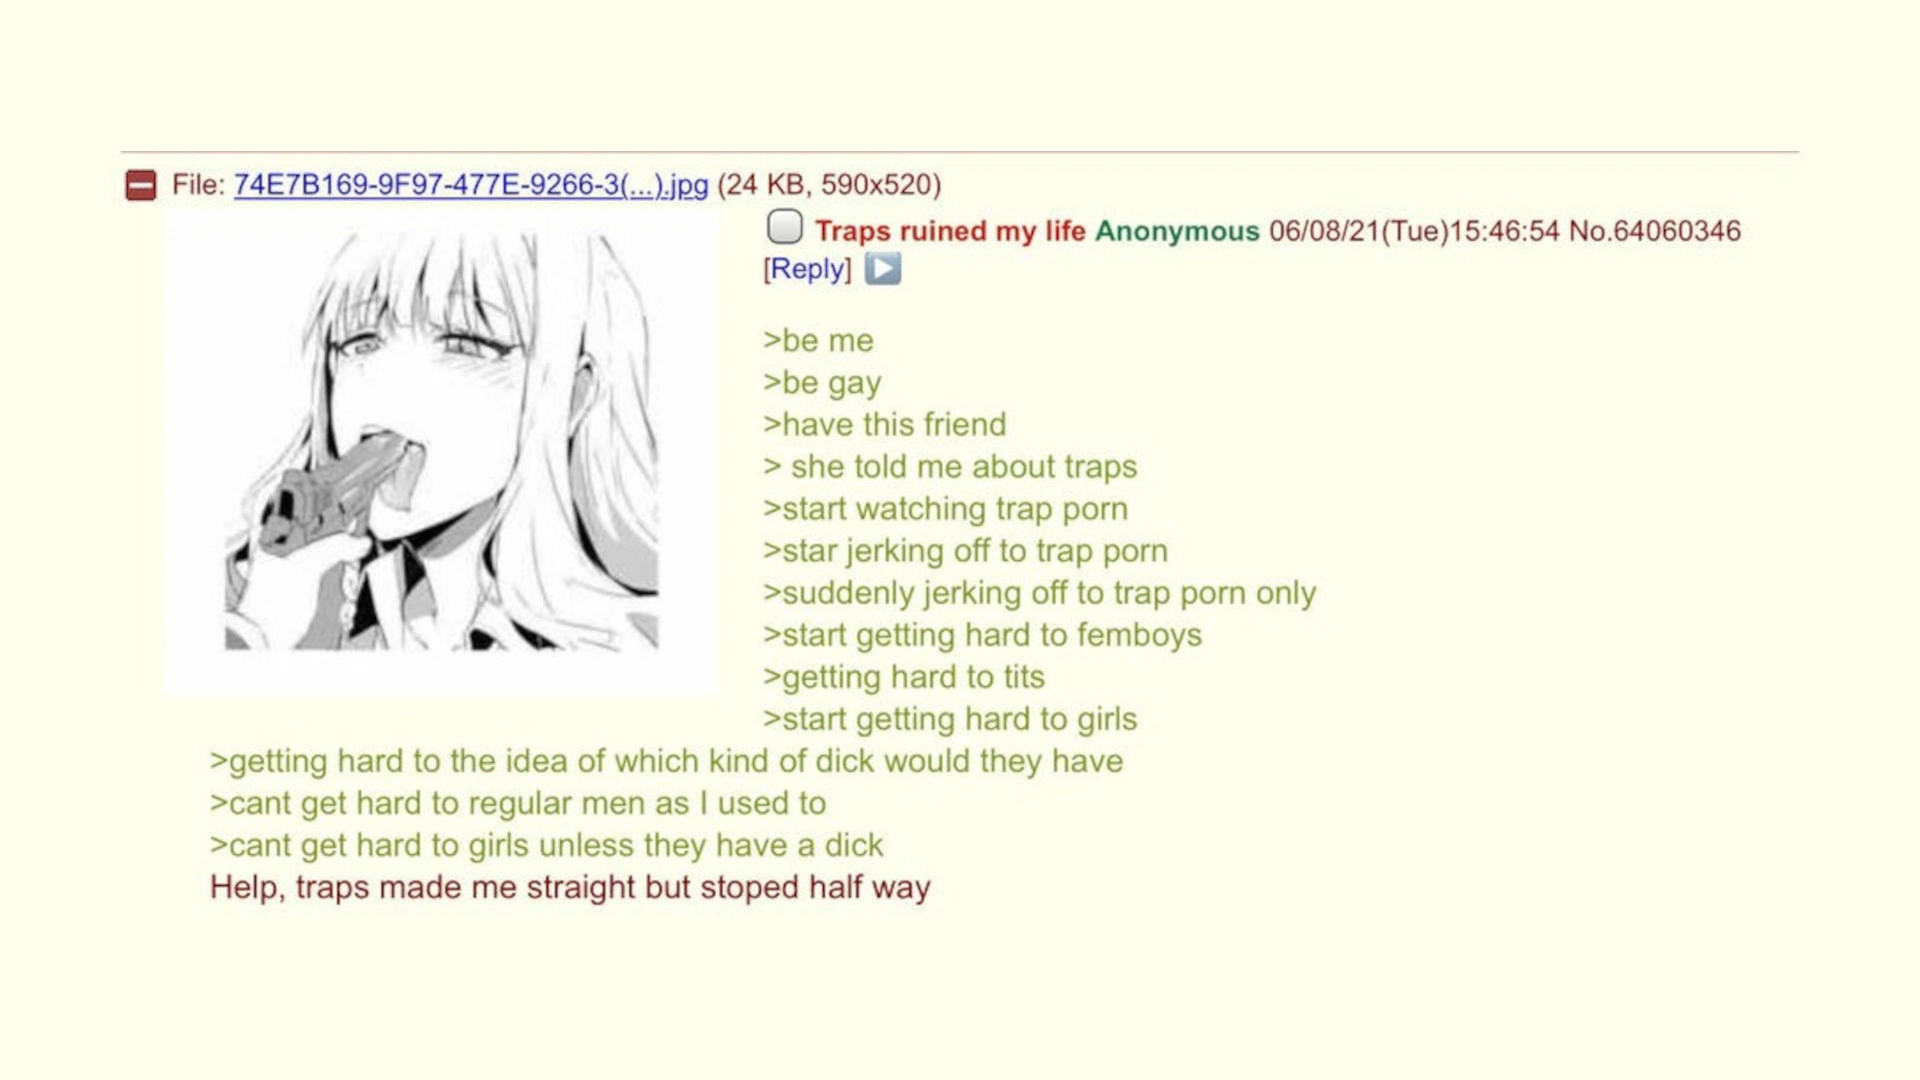 File: 74E7B169-9F97-477E-9266-3(...).jpg (24 KB, 590x520)
Traps ruined my life Anonymous 06/08/21(Tue)15:46:54 No.64060346
[Reply]
>be me
>be gay
>have this friend
> she told me about traps
>start watching trap porn
>star jerking off to trap porn
>suddenly jerking off to trap porn only
>start getting hard to femboys
>getting hard to tits
>start getting hard to girls
>getting hard to the idea of which kind of dick would they have
>cant get hard to regular men as I used to
>cant get hard to girls unless they have a dick
Help, traps made me straight but stoped half way